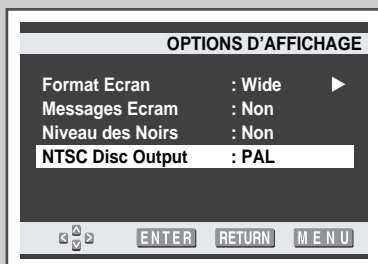 OPTIONS D'AFFICHAGE
Format Ecran : Wide
Messages Ecram : Non
Niveau des Noirs : Non
NTSC Disc Output : PAL
ENTER RETURN MENU